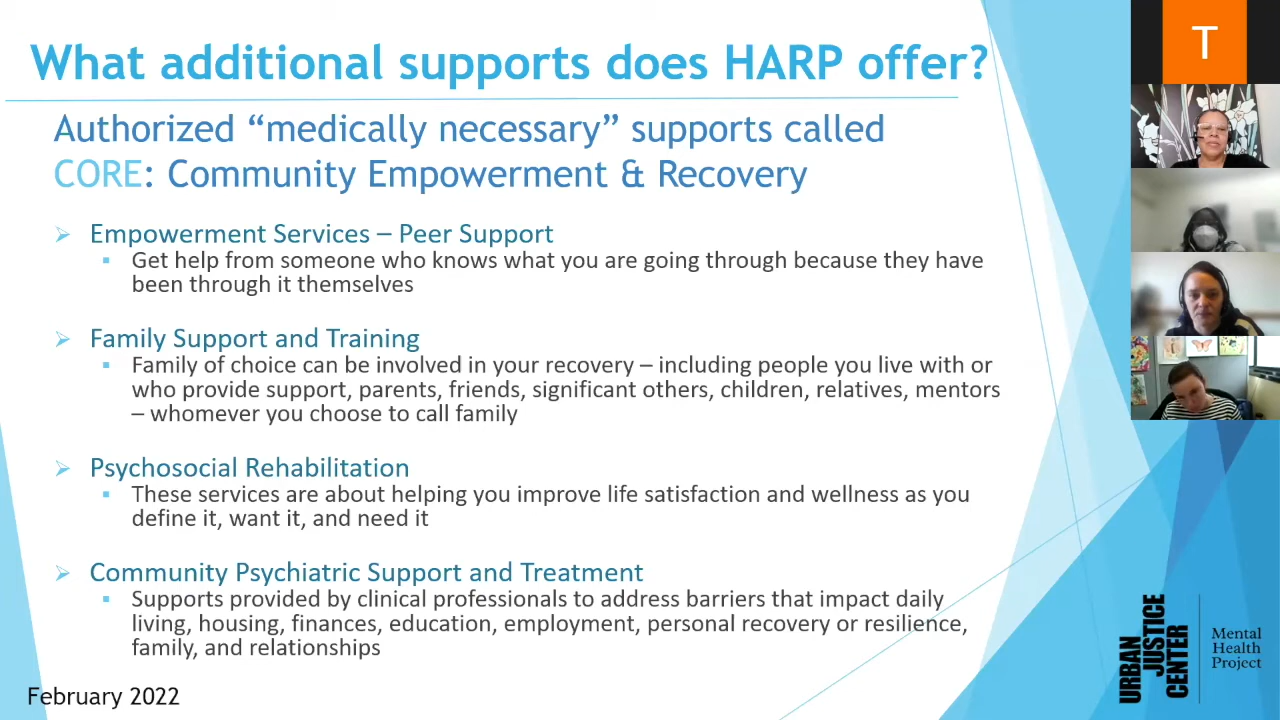 What additional supports does HARP offer?
Authorized “medically necessary” supports called
CORE: Community Empowerment & Recovery
Empowerment Services – Peer Support
Get help from someone who knows what you are going through because they have
been through it themselves
Family Support and Training
Family of choice can be involved in your recovery – including people you live with or
who provide support, parents, friends, significant others, children, relatives, mentors
– whomever you choose to call family
Psychosocial Rehabilitation
These services are about helping you improve life satisfaction and wellness as you
define it, want it, and need it
Community Psychiatric Support and Treatment
Supports provided by clinical professionals to address barriers that impact daily
living, housing, finances, education, employment, personal recovery or resilience,
family, and relationships
February 2022
T
URBAN
JUSTICE
CENTER
Mental
Health
Project